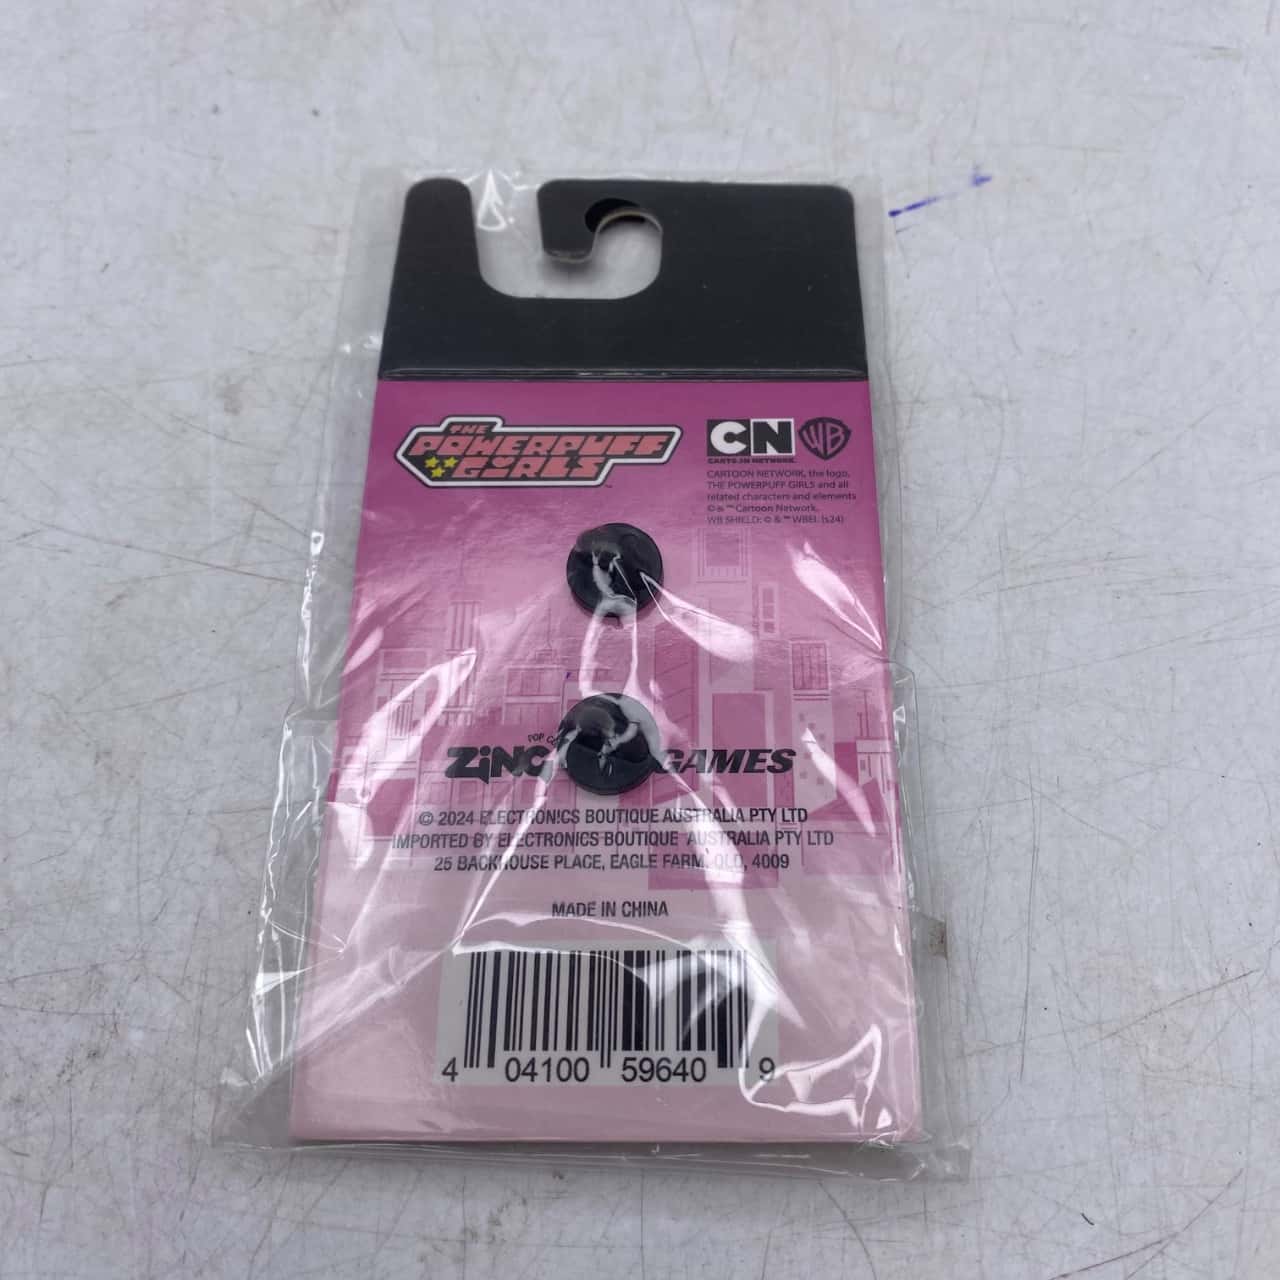 THE
POWERPUFF
GIRLS
CN
CARTOON NETWORK.
WB
CARTOON NETWORK, the logo,
THE POWERPUFF GIRLS and all
related characters and elements
© & ™ Cartoon Network.
WB SHIELD: © & ™ WBEI. (s24)
POP
ZiNG
GAMES
© 2024 ELECTRONICS BOUTIQUE AUSTRALIA PTY LTD
IMPORTED BY ELECTRONICS BOUTIQUE AUSTRALIA PTY LTD
25 BACKHOUSE PLACE, EAGLE FARM, QLD, 4009
MADE IN CHINA
4 04100 59640 9